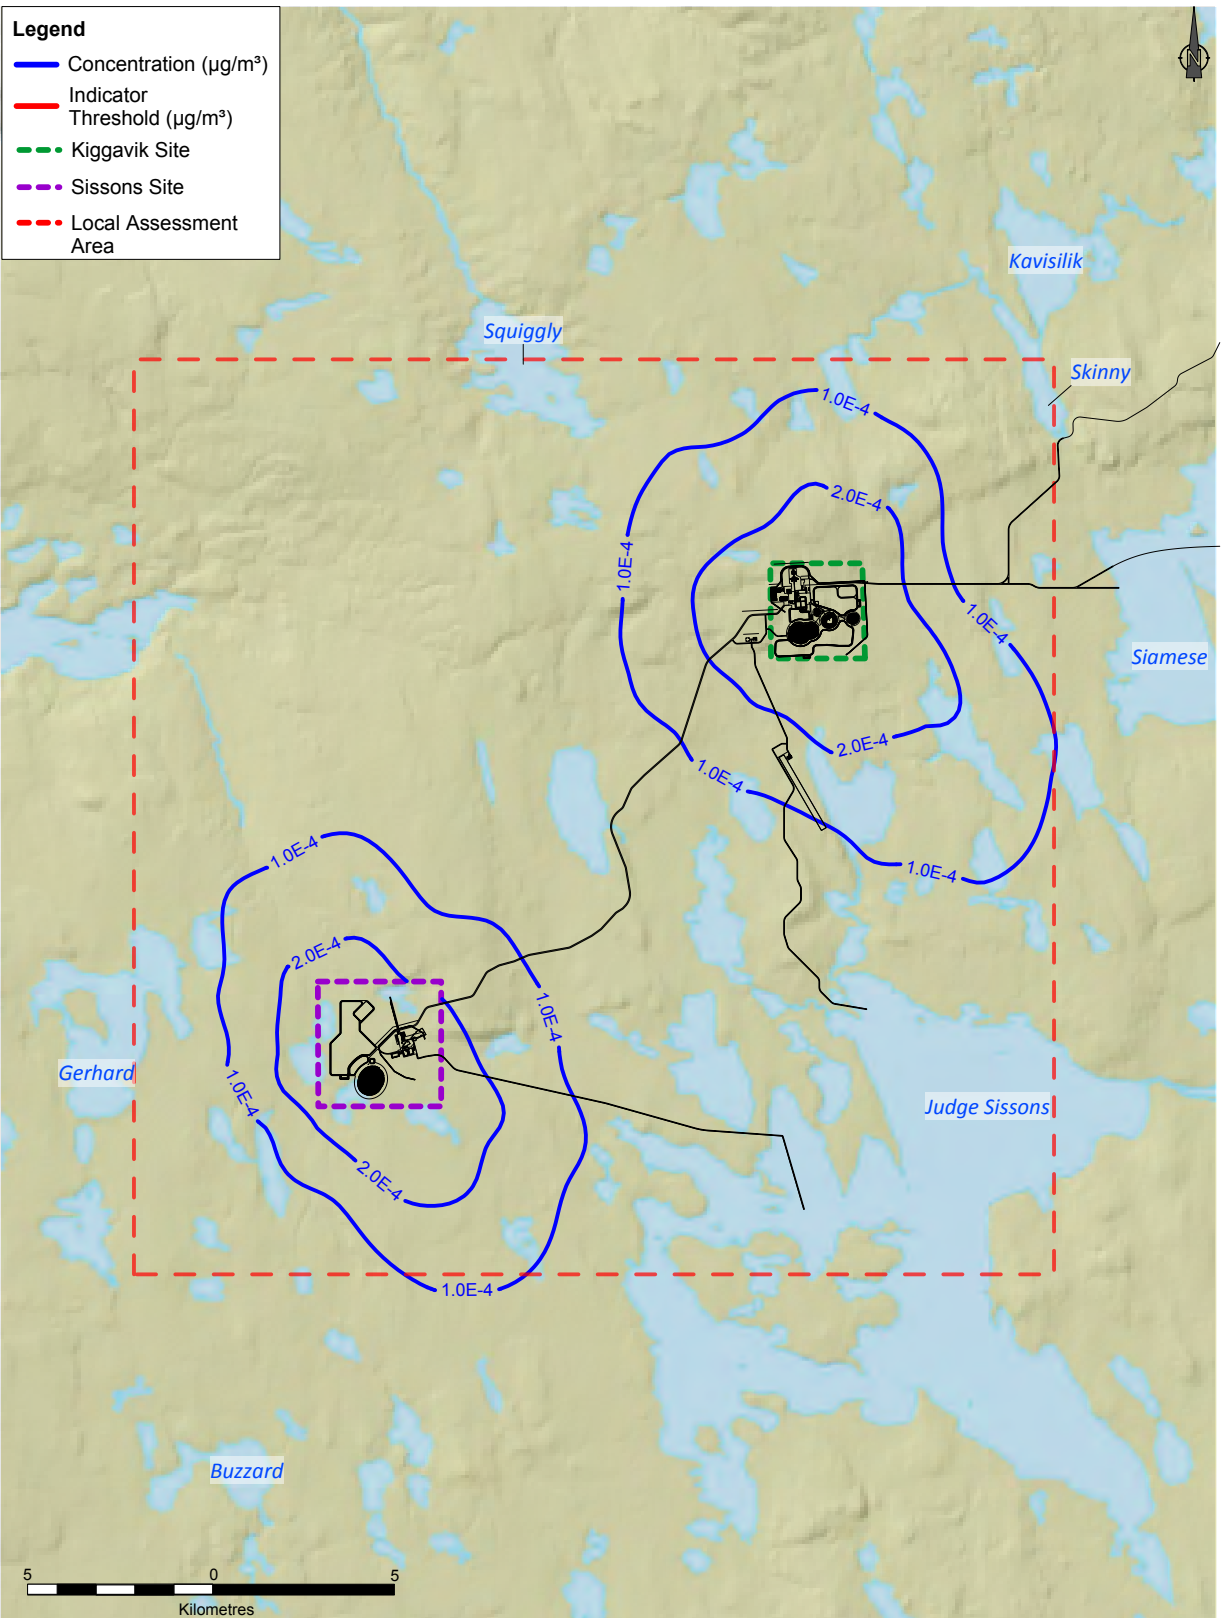 Legend
Concentration (µg/m³)
Indicator
Threshold (µg/m³)
Kiggavik Site
Sissons Site
Local Assessment
Area
N
Kavisilik
Squiggly
Skinny
1.0E-4
2.0E-4
1.0E-4
1.0E-4
Siamese
2.0E-4
1.0E-4
1.0E-4
1.0E-4
2.0E-4
1.0E-4
Gerhard
1.0E-4
Judge Sissons
2.0E-4
1.0E-4
Buzzard
5 0 5
Kilometres